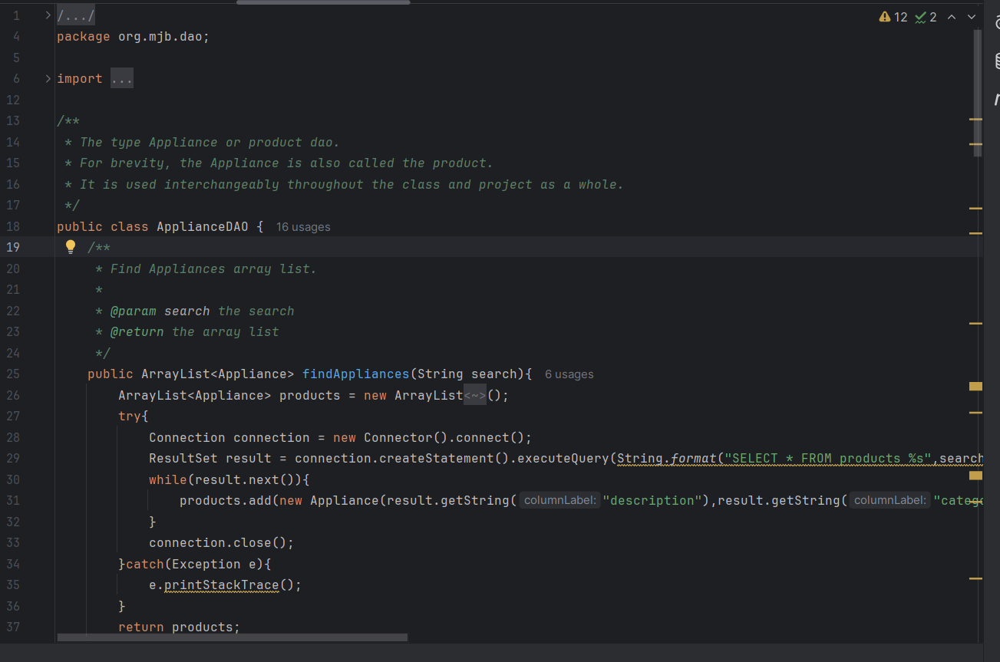 12 2
1 /.../
4 package org.mjb.dao;
5
6 import ...
12
13 /**
14 * The type Appliance or product dao.
15 * For brevity, the Appliance is also called the product.
16 * It is used interchangeably throughout the class and project as a whole.
17 */
18 public class ApplianceDAO { 16 usages
19 /**
20 * Find Appliances array list.
21 *
22 * @param search the search
23 * @return the array list
24 */
25 public ArrayList<Appliance> findAppliances(String search){ 6 usages
26 ArrayList<Appliance> products = new ArrayList<~>();
27 try{
28 Connection connection = new Connector().connect();
29 ResultSet result = connection.createStatement().executeQuery(String.format("SELECT * FROM products %s",search
30 while(result.next()){
31 products.add(new Appliance(result.getString( columnLabel: "description"),result.getString( columnLabel: "catego
32 }
33 connection.close();
34 }catch(Exception e){
35 e.printStackTrace();
36 }
37 return products;